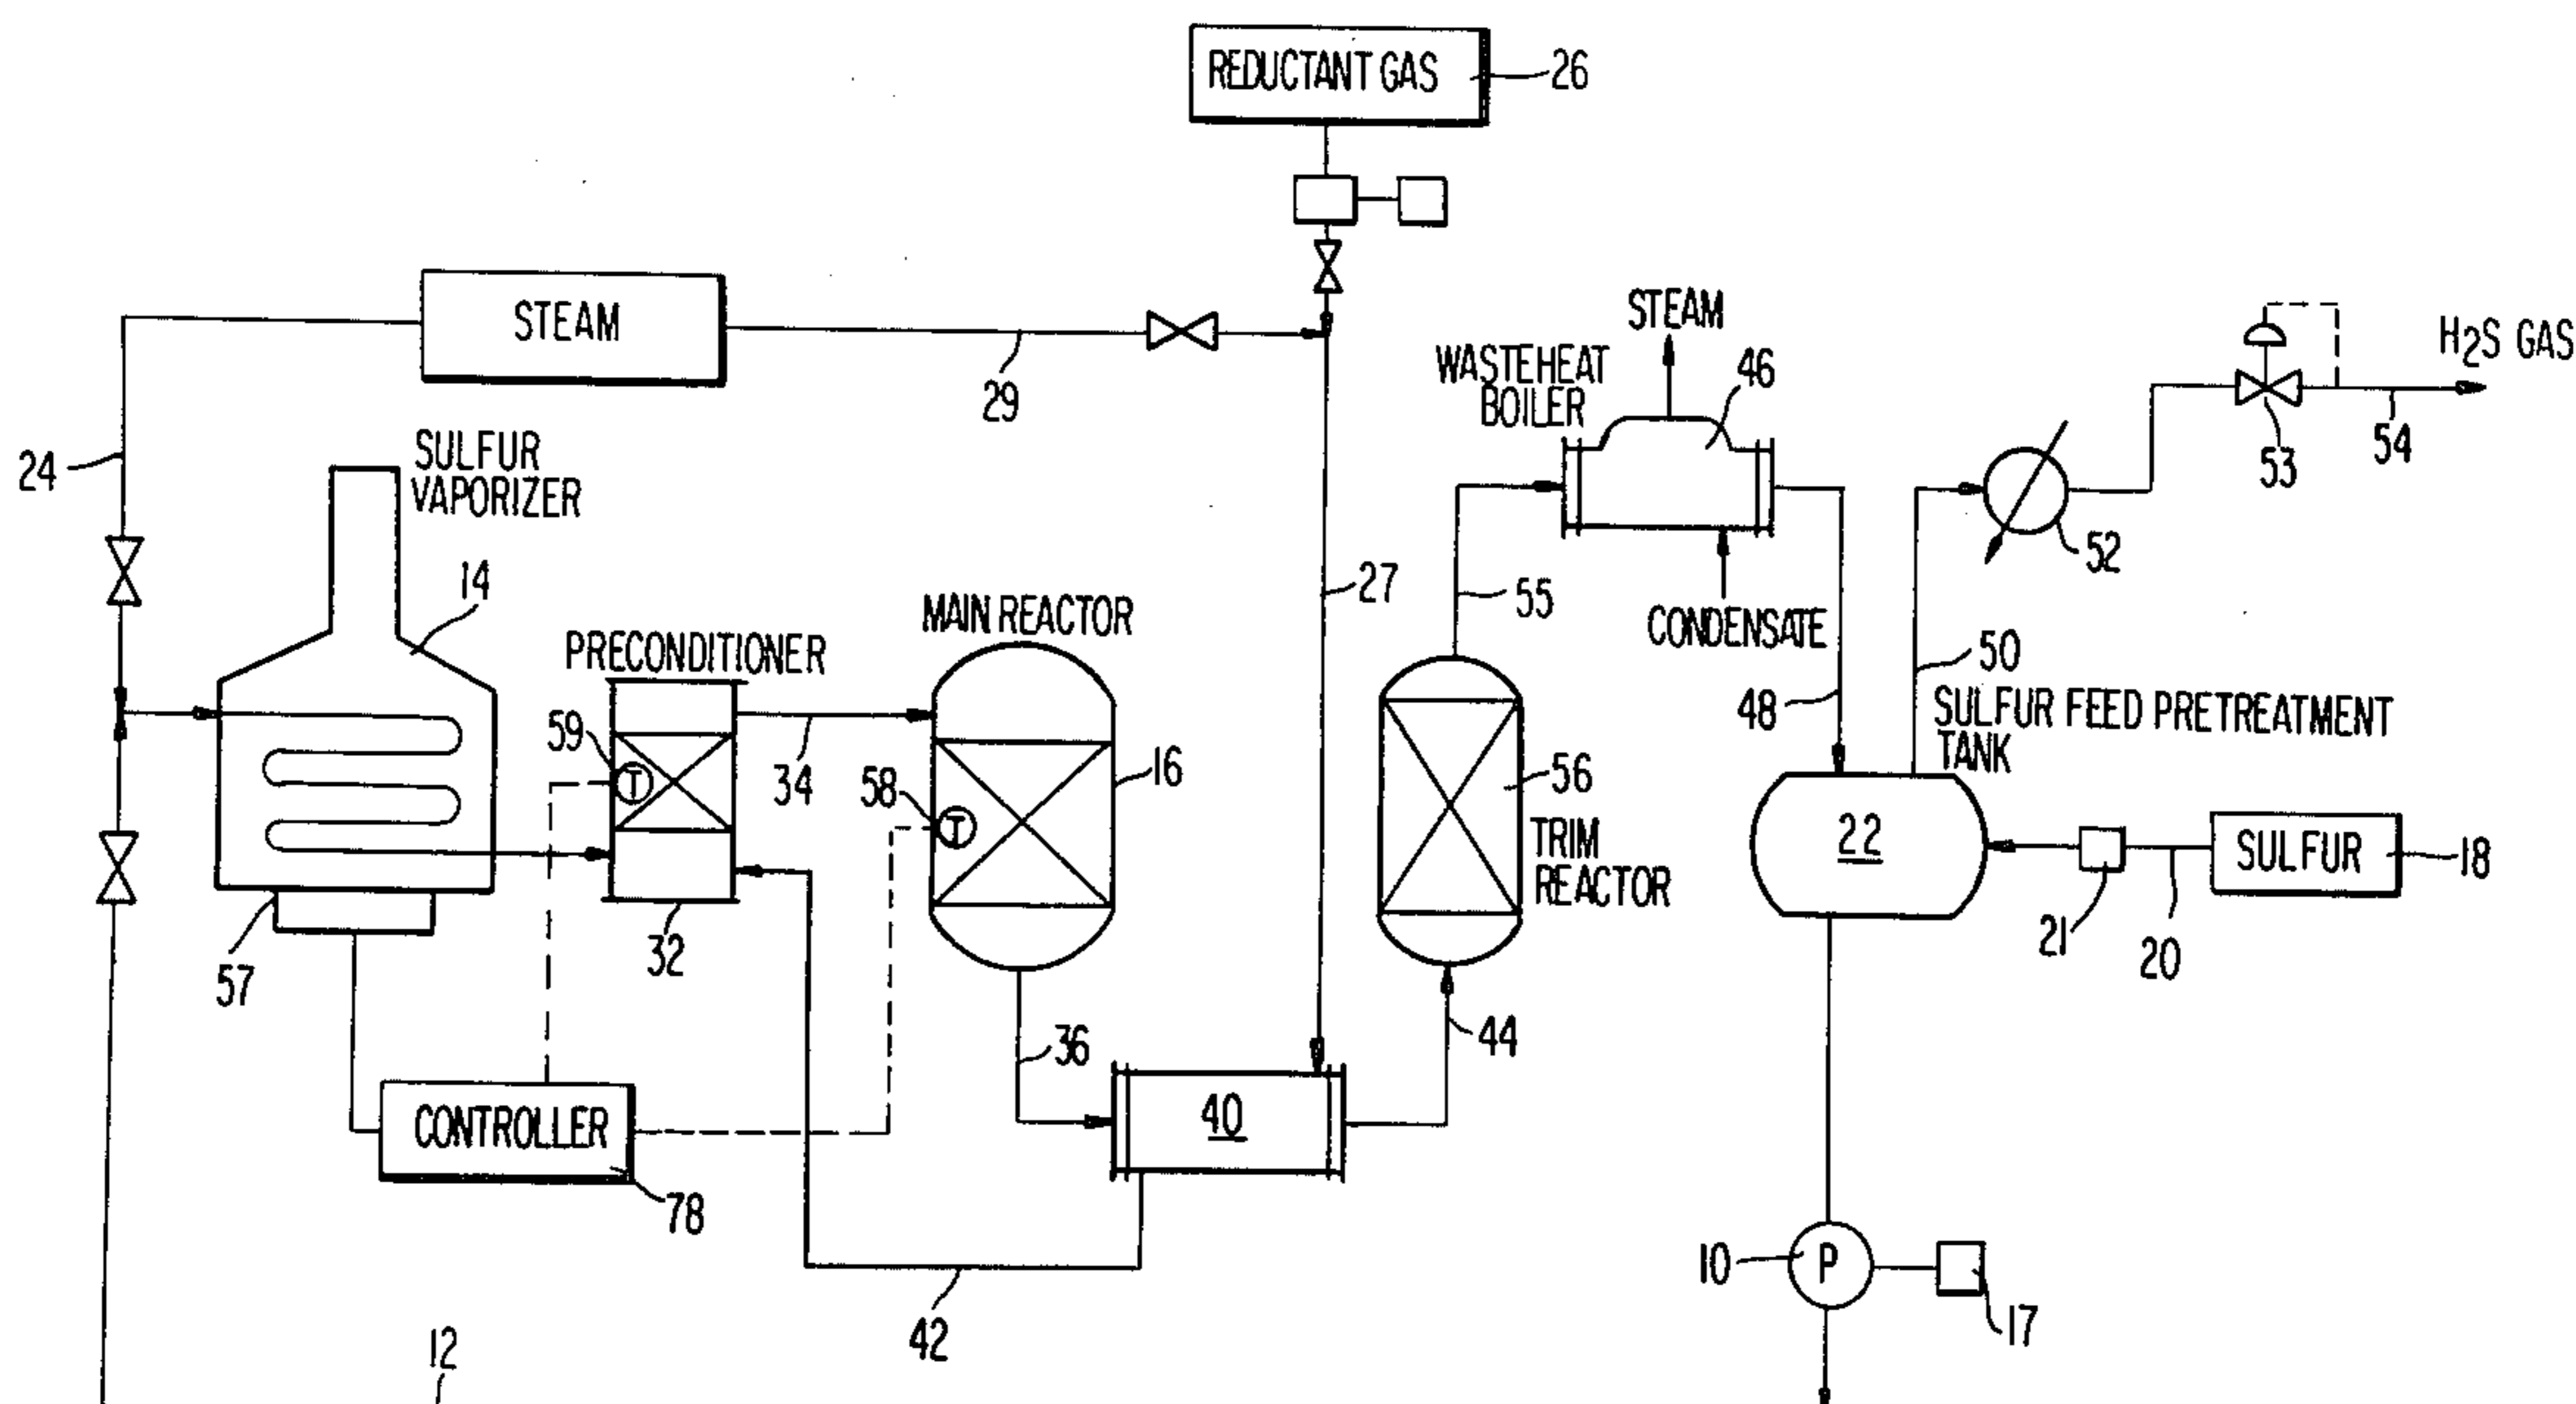 REDUCTANT GAS
26
STEAM
29
24
SULFUR
VAPORIZER
14
PRECONDITIONER
MAIN REACTOR
WASTEHEAT
BOILER
STEAM
46
H2S GAS
53
54
52
27
55
CONDENSATE
48
50
SULFUR FEED PRETREATMENT
TANK
59
T
34
58
T
16
56
TRIM
REACTOR
22
SULFUR
18
21
20
57
32
36
40
44
CONTROLLER
78
42
10
P
17
12